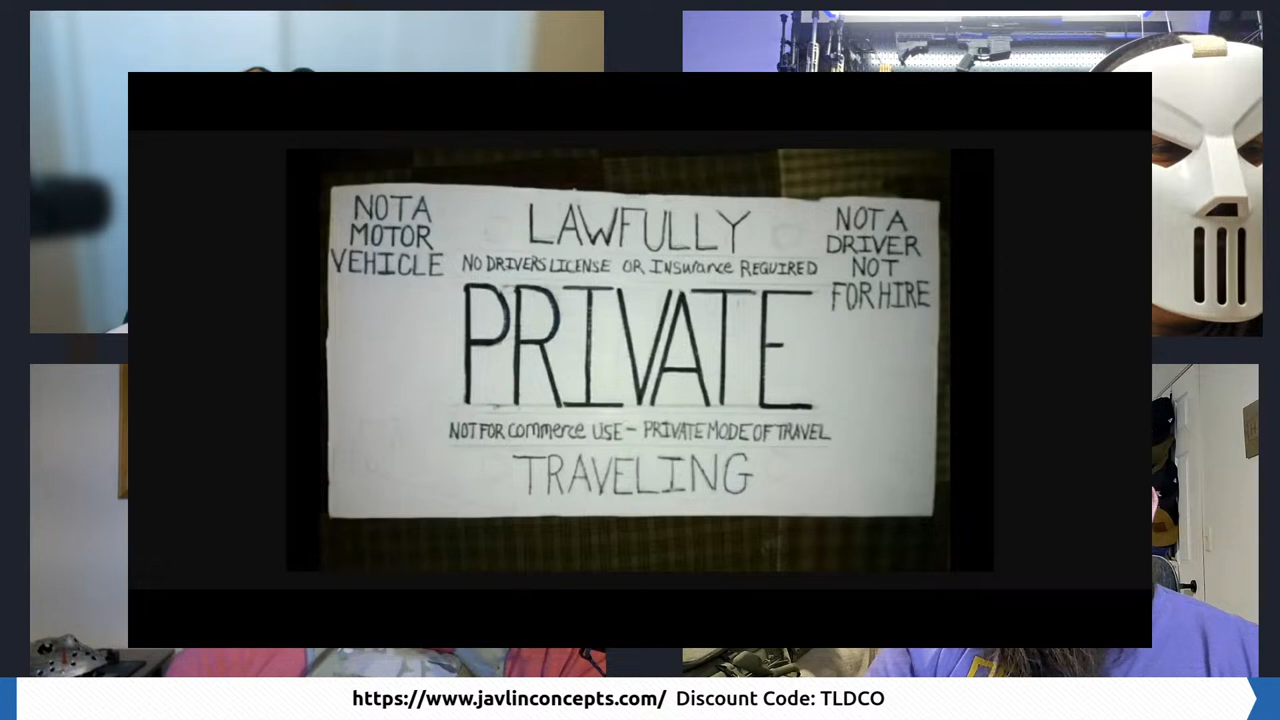 NOT A
MOTOR
VEHICLE
LAWFULLY
NO DRIVERS LICENSE OR INSurance REQUIRED
NOT A
DRIVER
NOT
FOR HIRE
PRIVATE
NOT FOR commerce USE - PRIVATE MODE OF TRAVEL
TRAVELING
https://www.javlinconcepts.com/ Discount Code: TLDCO